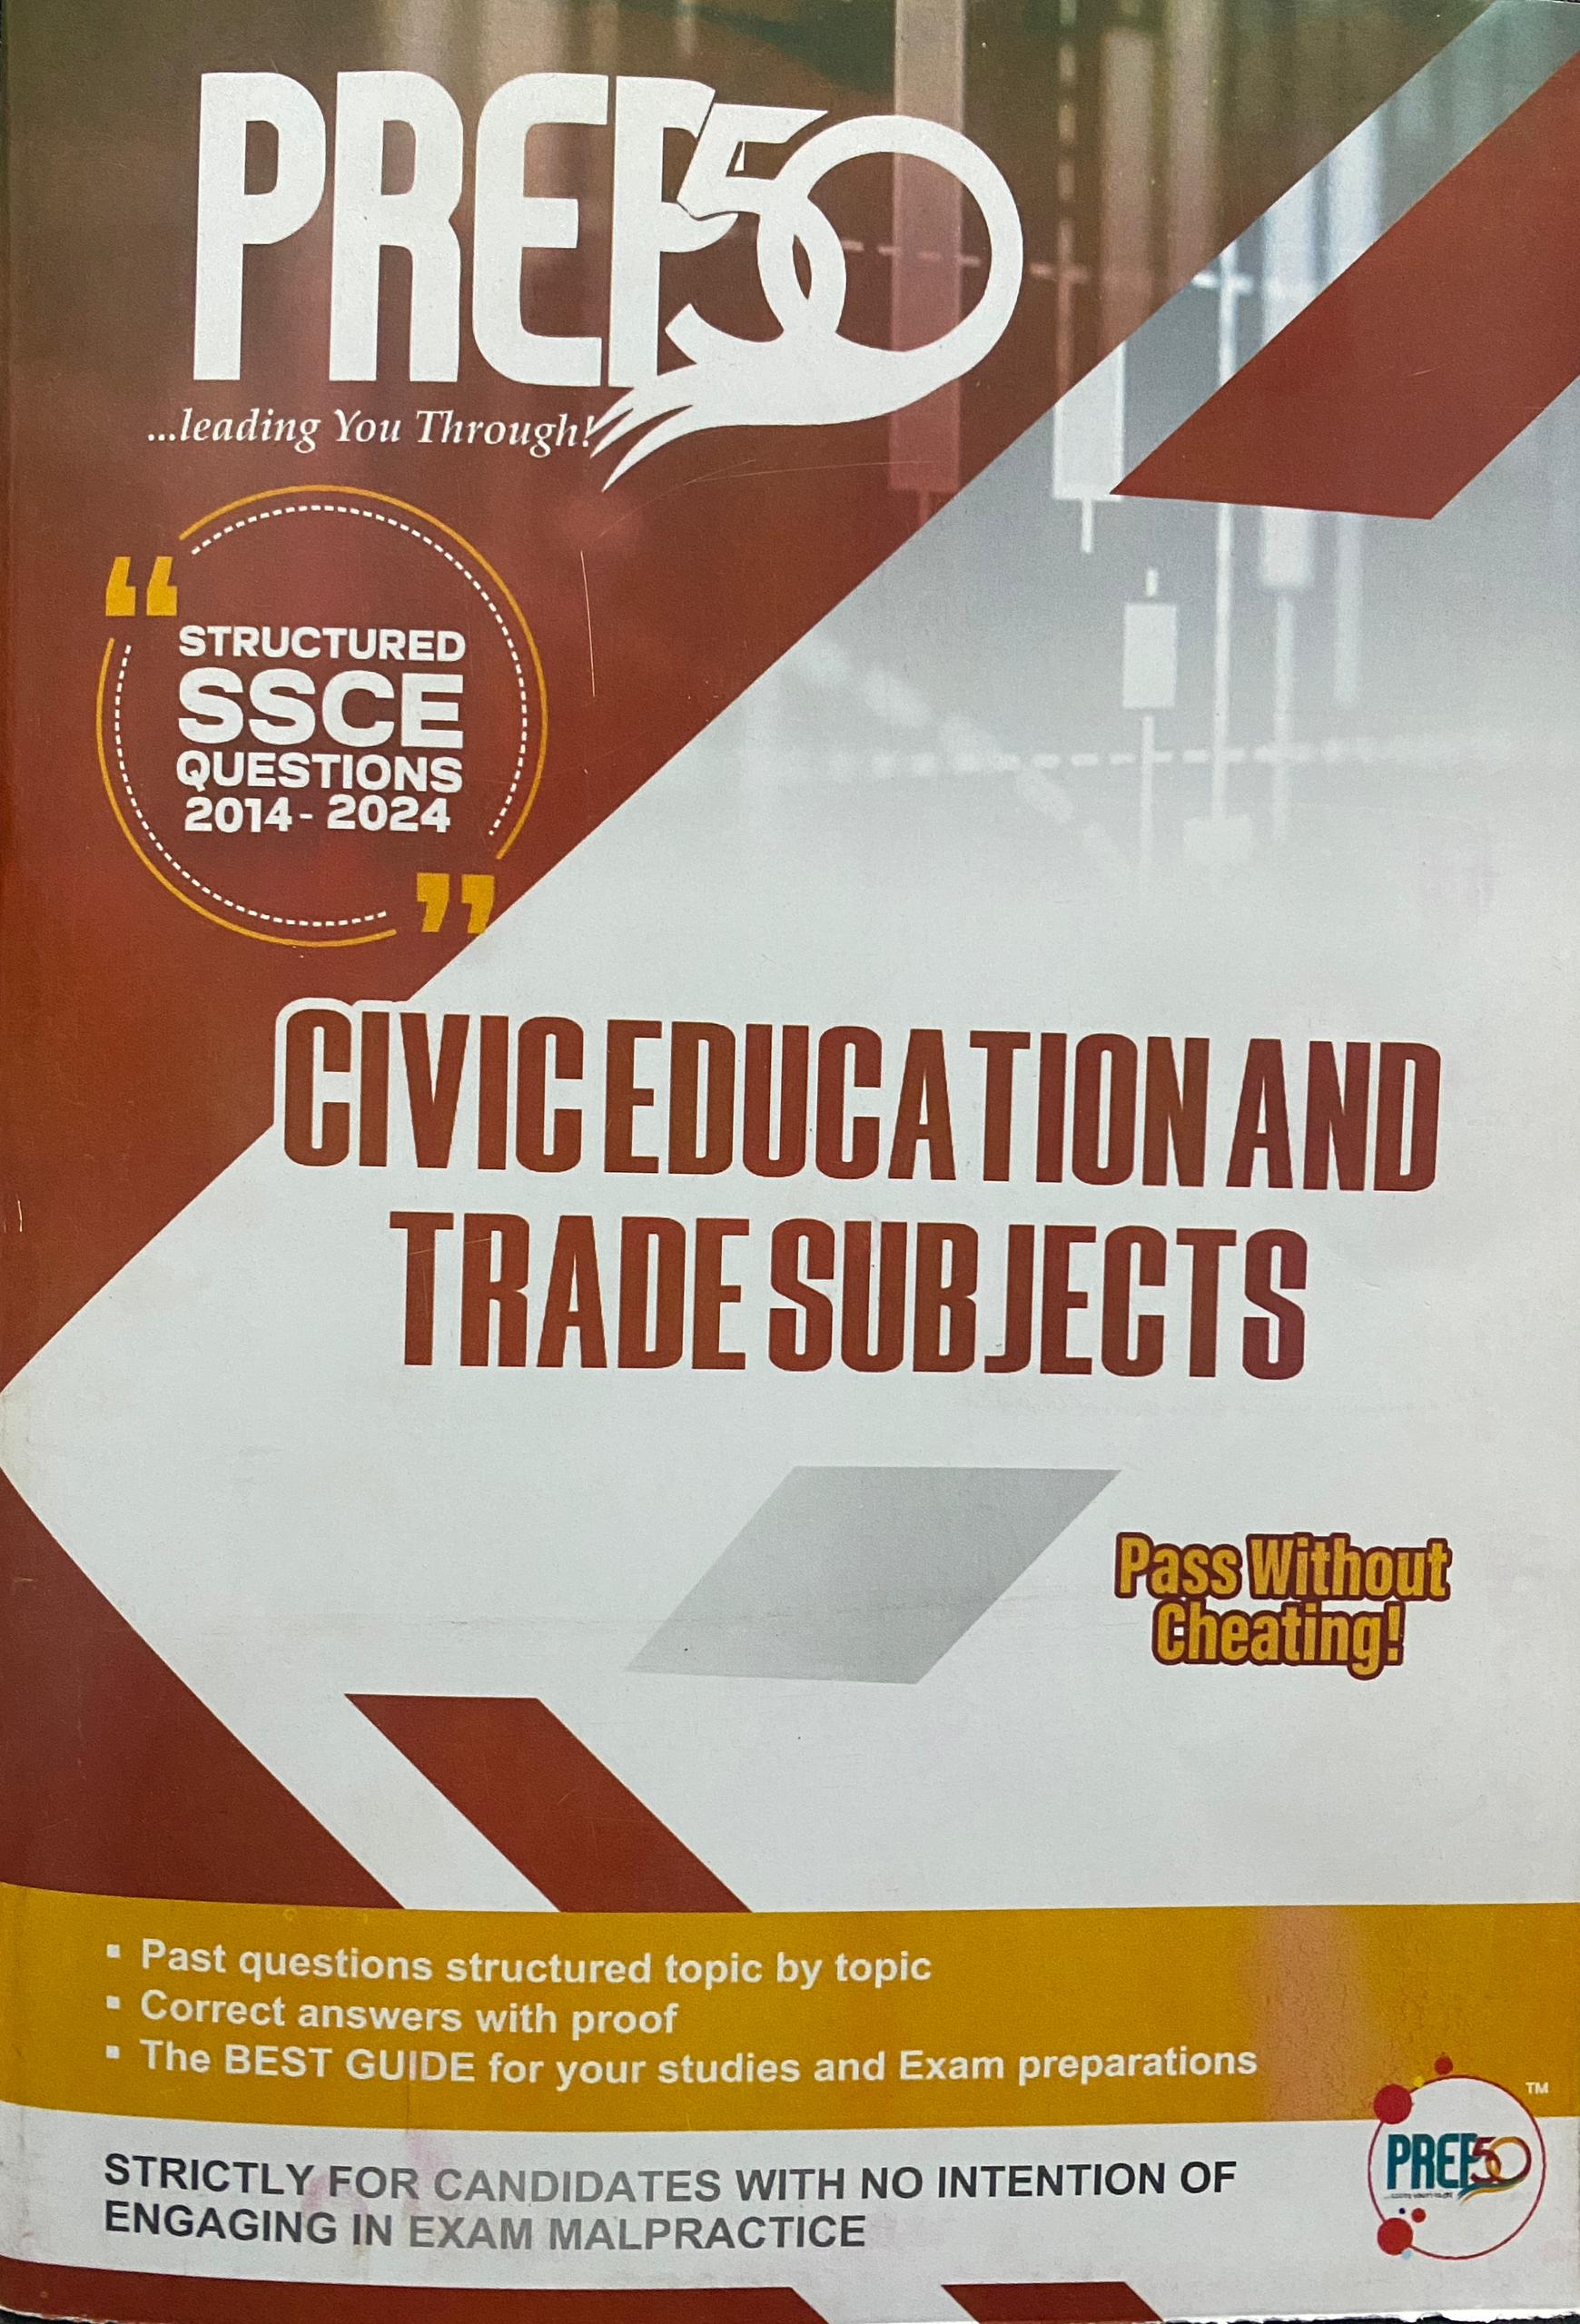 PREP50
...leading You Through!
“
STRUCTURED
SSCE
QUESTIONS
2014 - 2024
”
CIVIC EDUCATION AND
TRADE SUBJECTS
Pass Without
Cheating!
▪ Past questions structured topic by topic
▪ Correct answers with proof
▪ The BEST GUIDE for your studies and Exam preparations
STRICTLY FOR CANDIDATES WITH NO INTENTION OF
ENGAGING IN EXAM MALPRACTICE
TM
PREP50